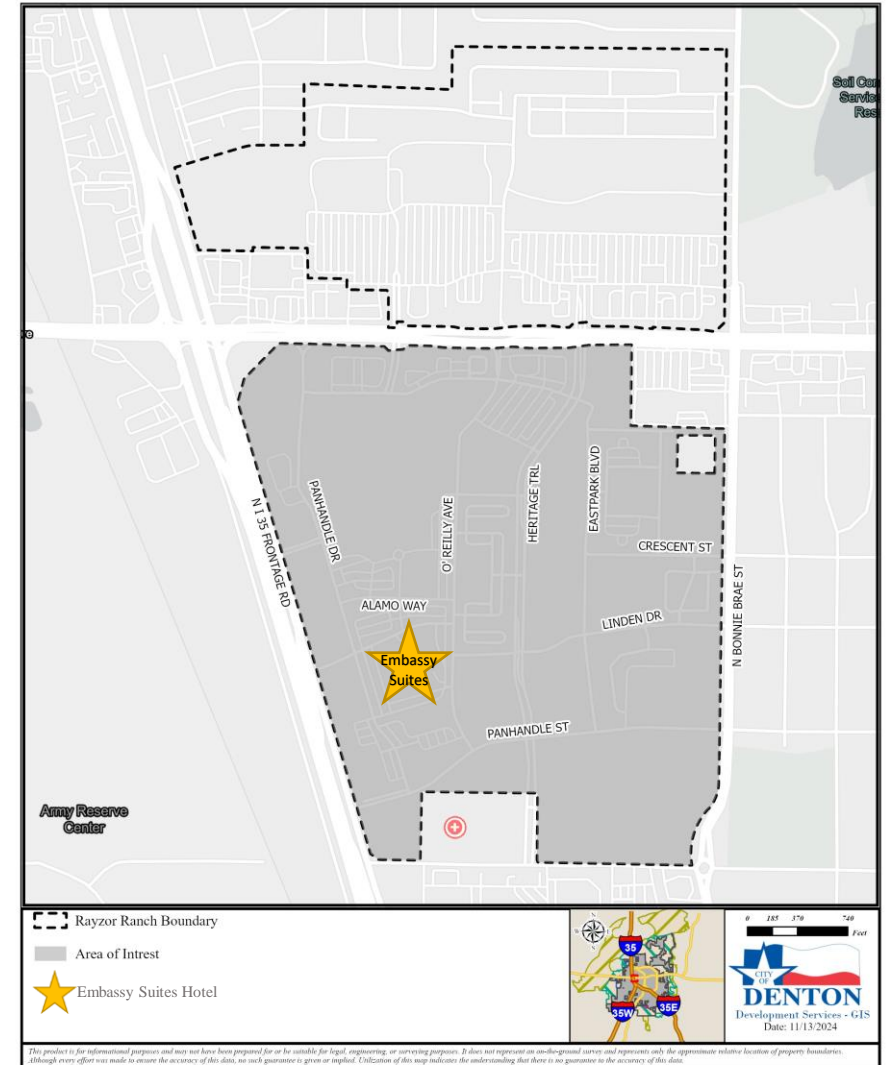 Soil Con
Service
Res
e
PANHANDLE DR
N I 35 FRONTAGE RD
O' REILLY AVE
HERITAGE TRL
EASTPARK BLVD
CRESCENT ST
ALAMO WAY
LINDEN DR
N BONNIE BRAE ST
Embassy
Suites
PANHANDLE ST
Army Reserve
Center
Rayzor Ranch Boundary
Area of Intrest
Embassy Suites Hotel
N
35
35W
35E
0 185 370 740
Feet
CITY
OF
DENTON
Development Services - GIS
Date: 11/13/2024
This product is for informational purposes and may not have been prepared for or be suitable for legal, engineering, or surveying purposes. It does not represent an on-the-ground survey and represents only the approximate relative location of property boundaries.
Although every effort was made to ensure the accuracy of this data, no such guarantee is given or implied. Utilization of this map indicates the understanding that there is no guarantee to the accuracy of this data.